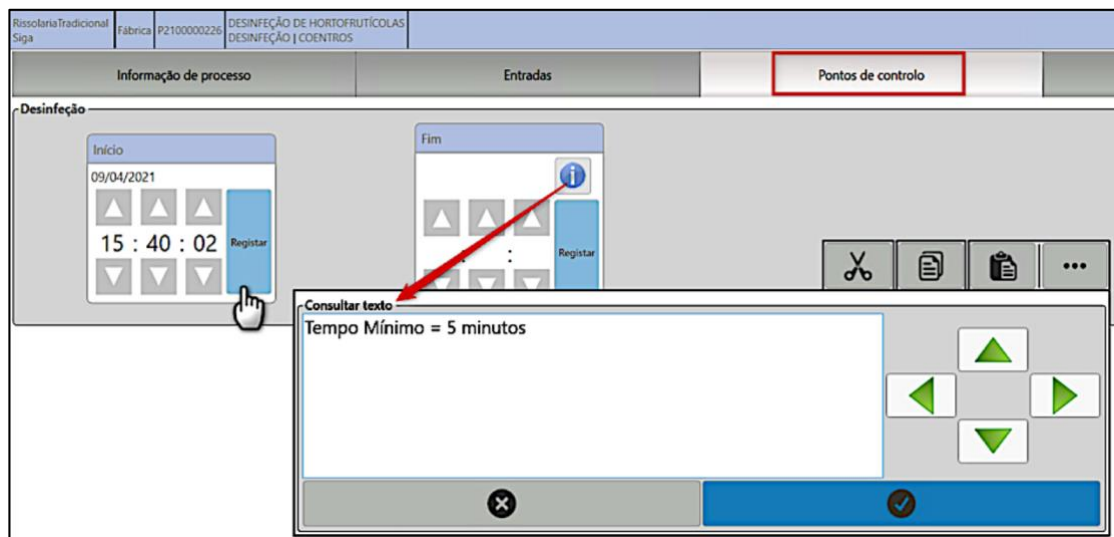 RissolariaTradicional
Siga
Fábrica
P2100000226
DESINFEÇÃO DE HORTOFRUTÍCOLAS
DESINFEÇÃO | COENTROS
Informação de processo
Entradas
Pontos de controlo
Desinfeção
Início
09/04/2021
15 : 40 : 02
Registar
Fim
:
Registar
Consultar texto
Tempo Mínimo = 5 minutos